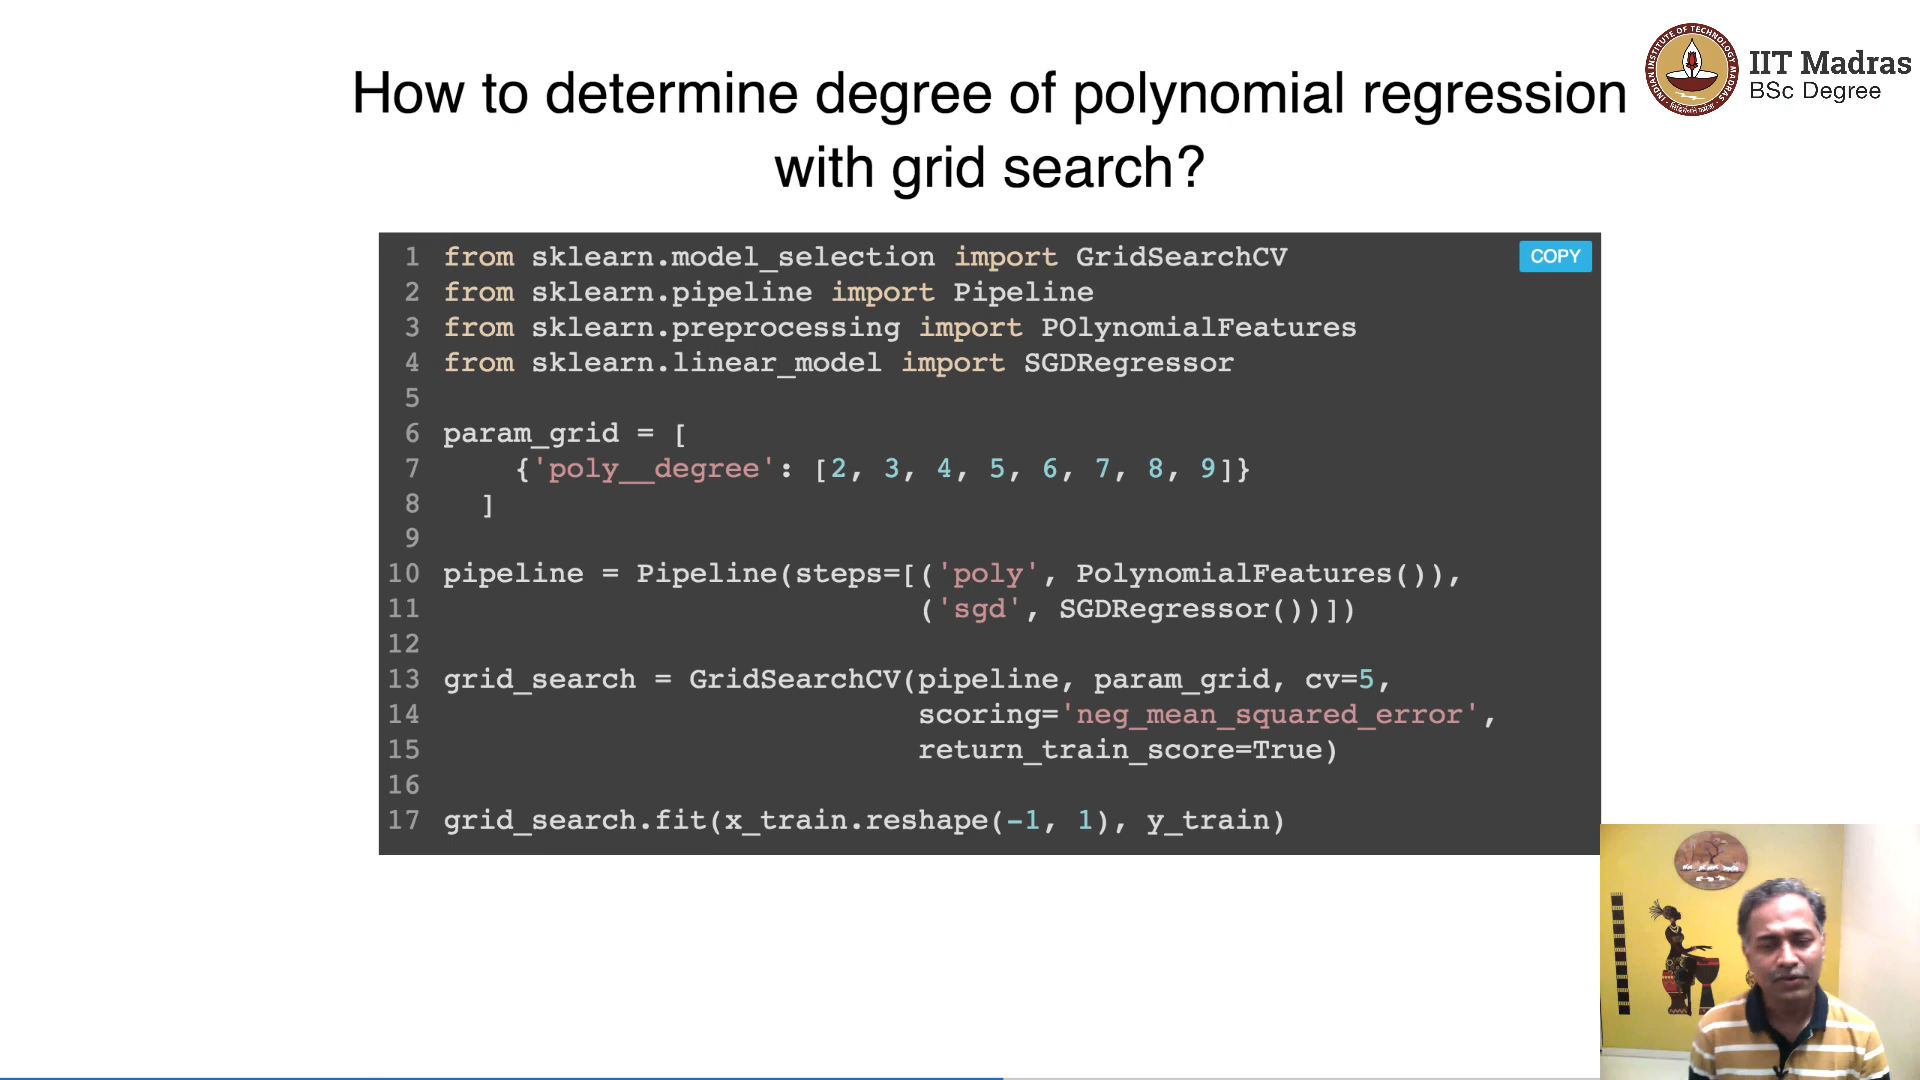 IIT Madras
BSc Degree
How to determine degree of polynomial regression
with grid search?
COPY
1 from sklearn.model_selection import GridSearchCV
2 from sklearn.pipeline import Pipeline
3 from sklearn.preprocessing import POlynomialFeatures
4 from sklearn.linear_model import SGDRegressor
5
6 param_grid = [
7     {'poly__degree': [2, 3, 4, 5, 6, 7, 8, 9]}
8   ]
9
10 pipeline = Pipeline(steps=[('poly', PolynomialFeatures()),
11                            ('sgd', SGDRegressor())])
12
13 grid_search = GridSearchCV(pipeline, param_grid, cv=5,
14                            scoring='neg_mean_squared_error',
15                            return_train_score=True)
16
17 grid_search.fit(x_train.reshape(-1, 1), y_train)